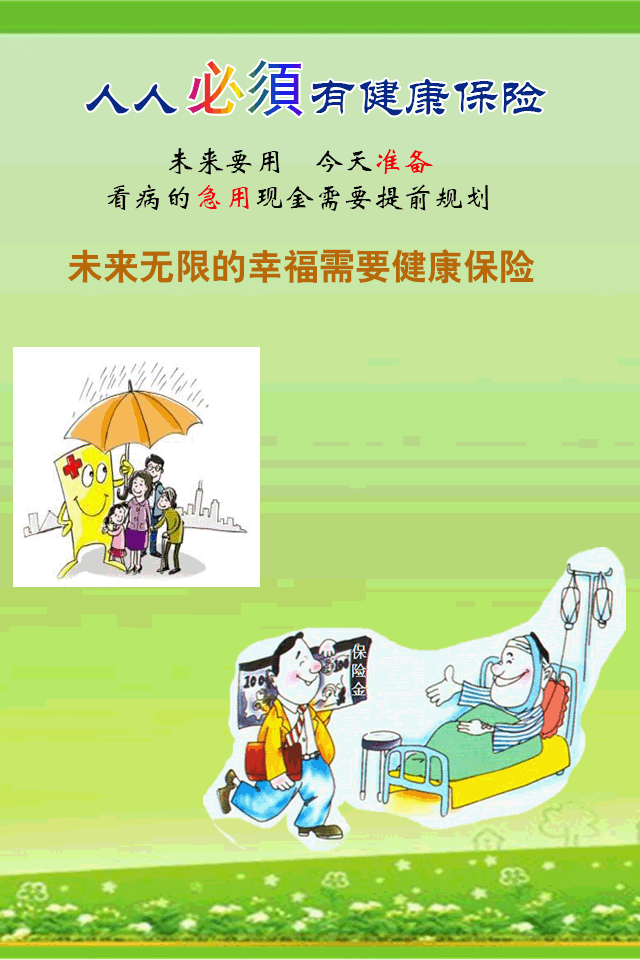 人人必須有健康保险
未来要用 今天准备
看病的急用现金需要提前规划
未来无限的幸福需要健康保险
保险金
100
100